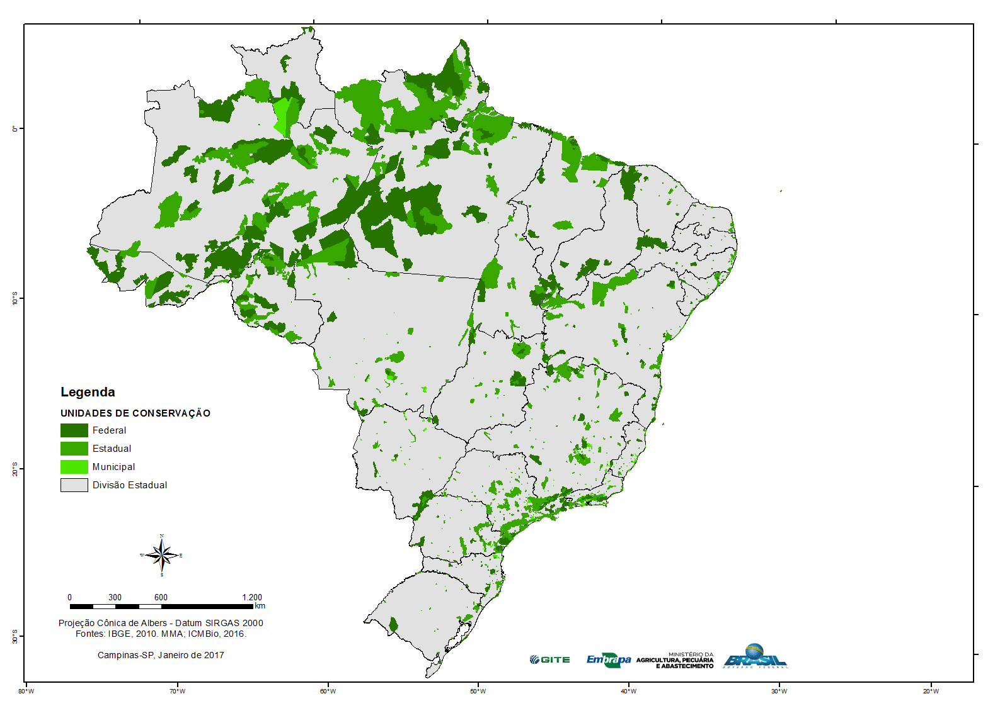 0°
10°S
20°S
30°S
Legenda
UNIDADES DE CONSERVAÇÃO
Federal
Estadual
Municipal
Divisão Estadual
N
W
E
S
0 300 600 1.200
km
Projeção Cônica de Albers - Datum SIRGAS 2000
Fontes: IBGE, 2010. MMA; ICMBio, 2016.
Campinas-SP, Janeiro de 2017
GITE
Embrapa
MINISTÉRIO DA
AGRICULTURA, PECUÁRIA
E ABASTECIMENTO
BRASIL
GOVERNO FEDERAL
80°W 70°W 60°W 50°W 40°W 30°W 20°W